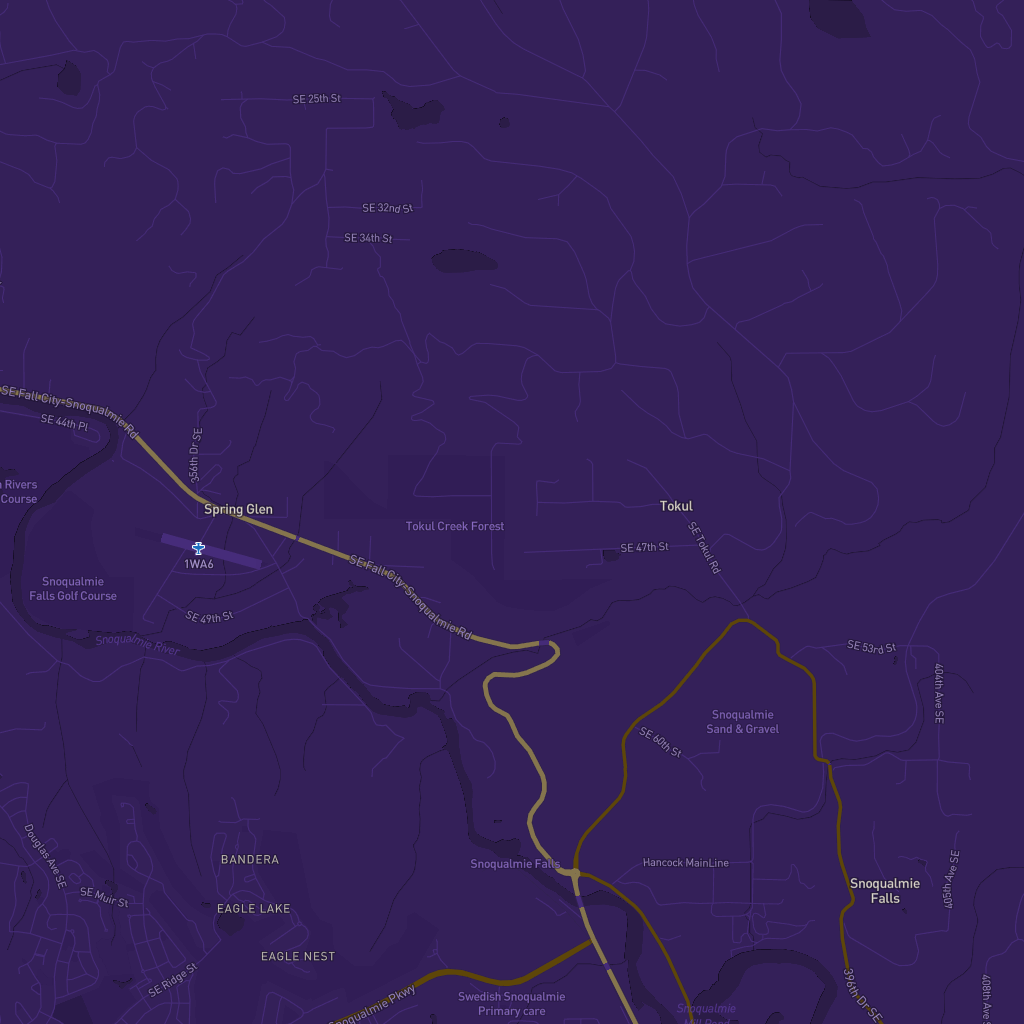 SE 25th St
SE 32nd St
SE 34th St
SE Fall City-Snoqualmie Rd
SE 44th Pl
356th Dr SE
Rivers
Course
Spring Glen
Tokul
Tokul Creek Forest
SE 47th St
SE Tokul Rd
1WA6
SE Fall City-Snoqualmie Rd
Snoqualmie
Falls Golf Course
SE 49th St
Snoqualmie River
SE 53rd St
404th Ave SE
Snoqualmie
Sand & Gravel
SE 60th St
Douglas Ave SE
BANDERA
Snoqualmie Falls
Hancock MainLine
405th Ave SE
SE Muir St
Snoqualmie
Falls
EAGLE LAKE
EAGLE NEST
SE Ridge St
Snoqualmie Pkwy
Swedish Snoqualmie
Primary care
Snoqualmie
Mill Pond
396th Dr SE
408th Ave S